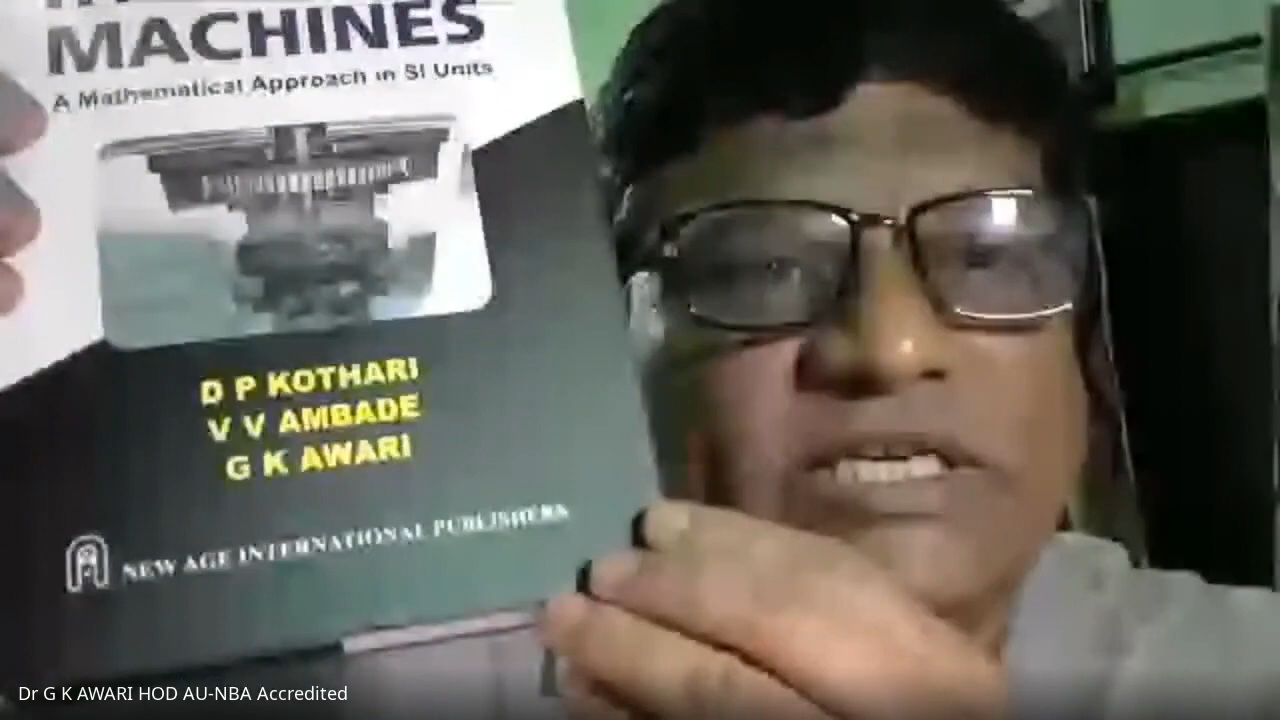 MACHINES
A Mathematical Approach in SI Units
D P KOTHARI
V V AMBADE
G K AWARI
NEW AGE INTERNATIONAL PUBLISHERS
Dr G K AWARI HOD AU-NBA Accredited